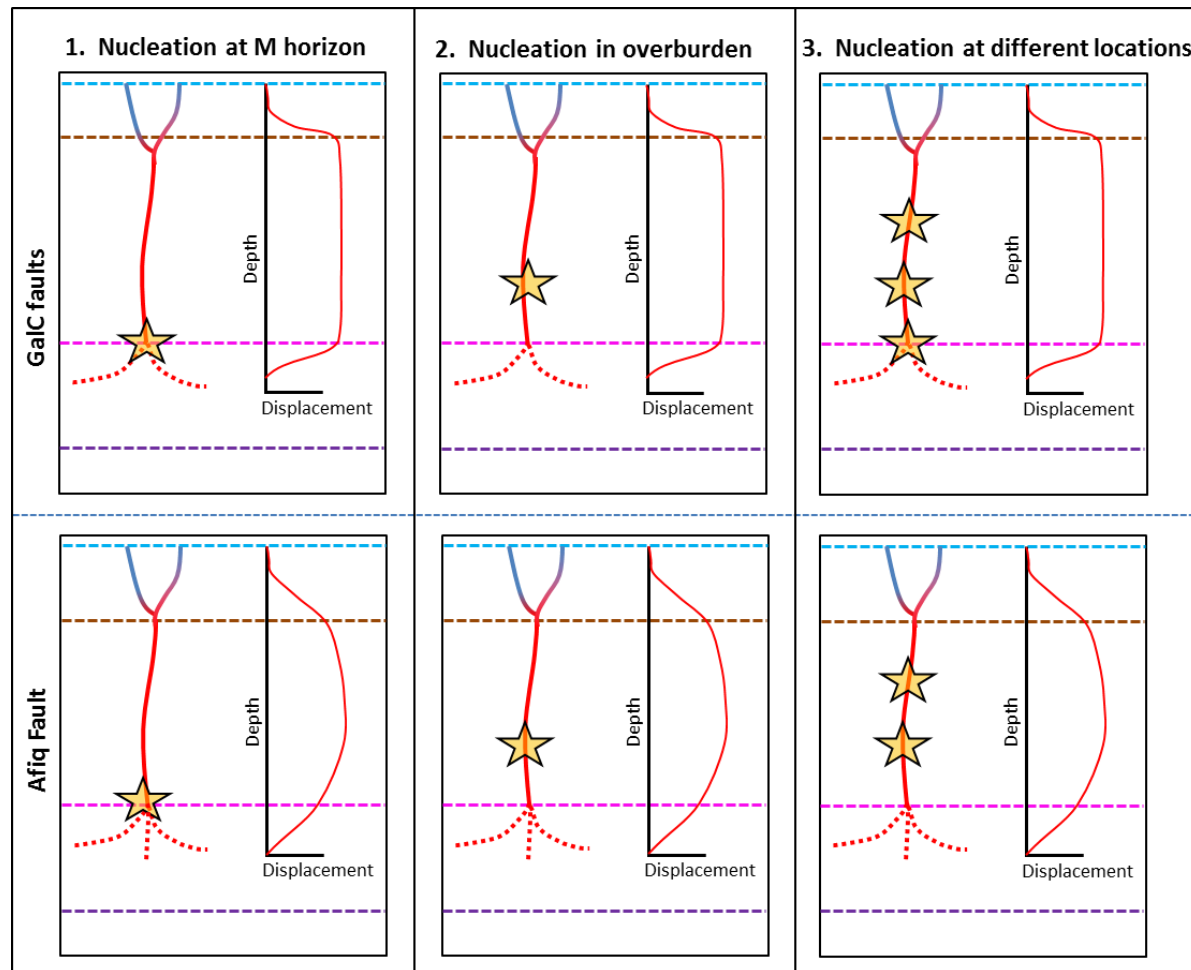 1. Nucleation at M horizon
2. Nucleation in overburden
3. Nucleation at different locations
GalC faults
Depth
Displacement
Depth
Displacement
Depth
Displacement
Afiq Fault
Depth
Displacement
Depth
Displacement
Depth
Displacement